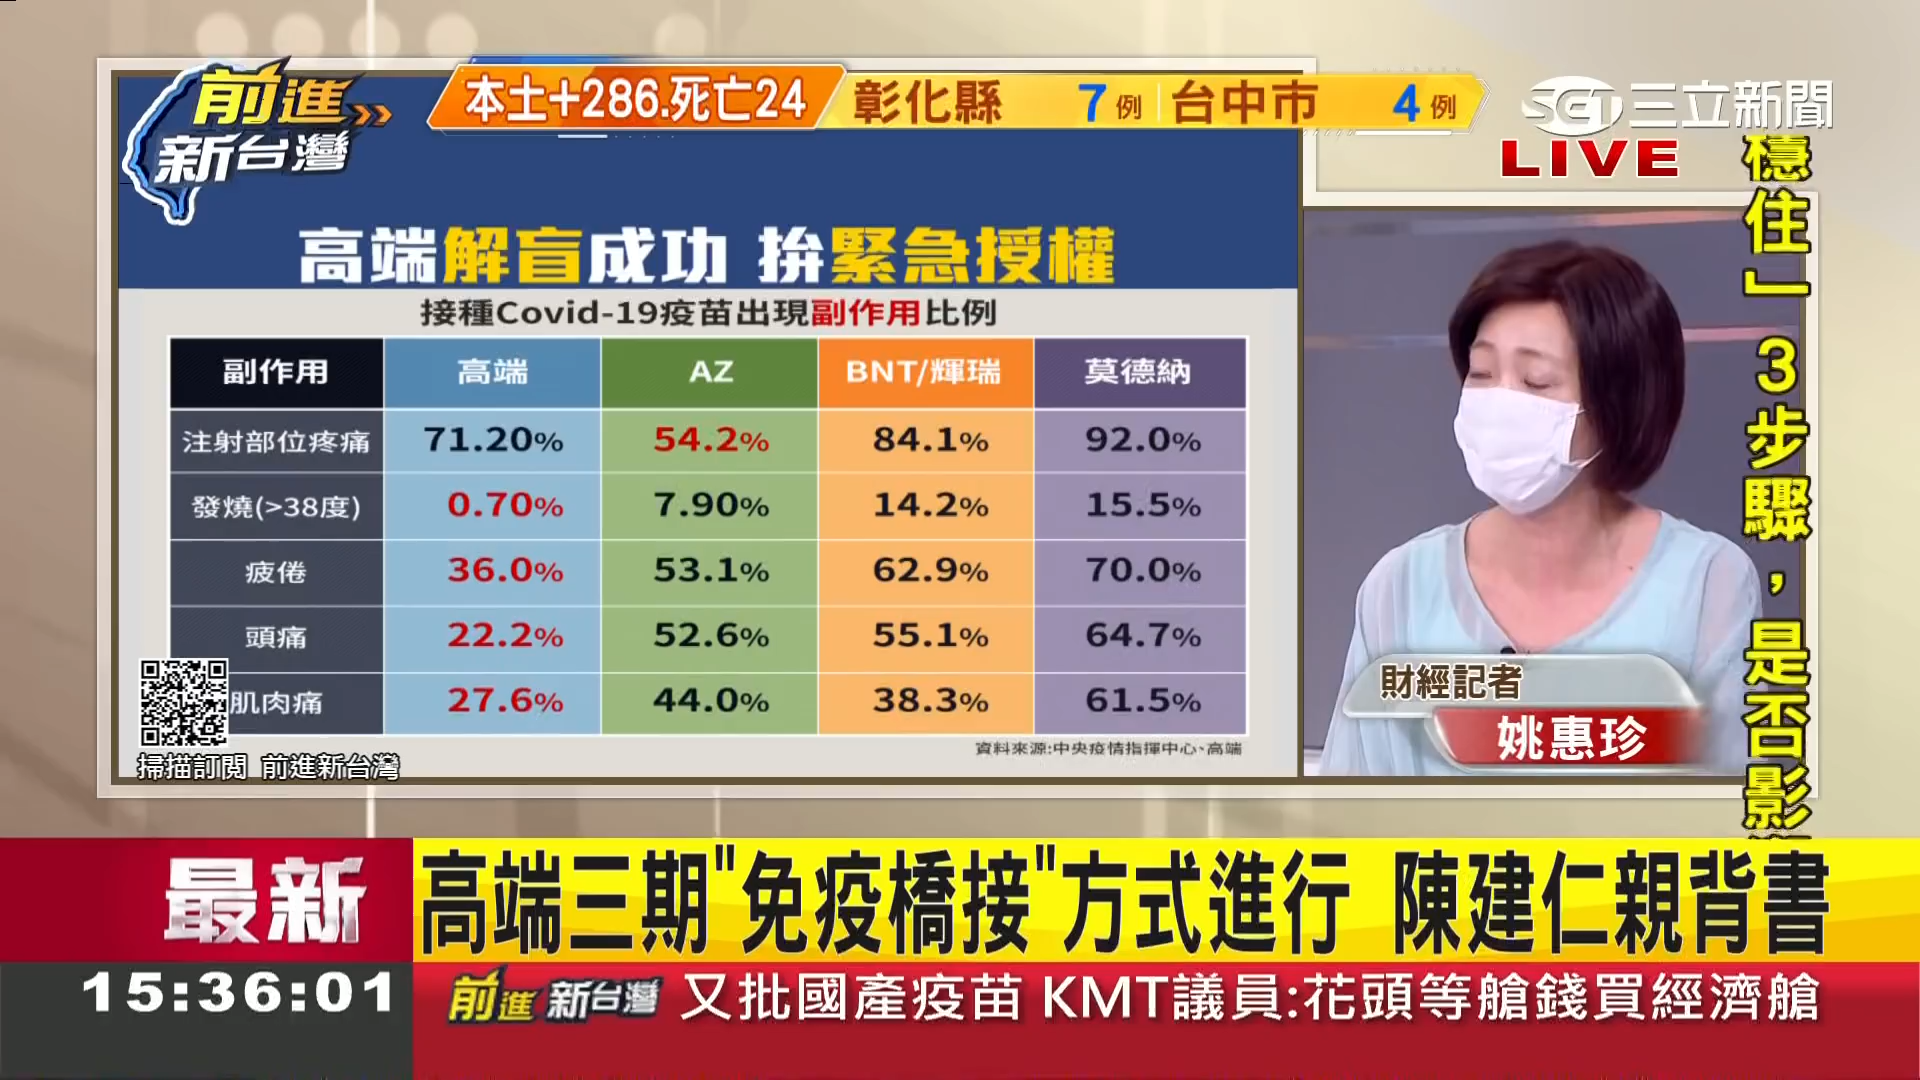 前進
新台灣
本土+286.死亡24
彰化縣 7例 台中市 4例
SET三立新聞
LIVE
高端解盲成功 拚緊急授權
接種Covid-19疫苗出現副作用比例
副作用 高端 AZ BNT/輝瑞 莫德納
注射部位疼痛 71.20% 54.2% 84.1% 92.0%
發燒(>38度) 0.70% 7.90% 14.2% 15.5%
疲倦 36.0% 53.1% 62.9% 70.0%
頭痛 22.2% 52.6% 55.1% 64.7%
肌肉痛 27.6% 44.0% 38.3% 61.5%
資料來源:中央疫情指揮中心、高端
掃描訂閱 前進新台灣
穩住」3步驟，是否影
財經記者
姚惠珍
最新
高端三期"免疫橋接"方式進行 陳建仁親背書
15:36:01
前進新台灣 又批國產疫苗 KMT議員:花頭等艙錢買經濟艙